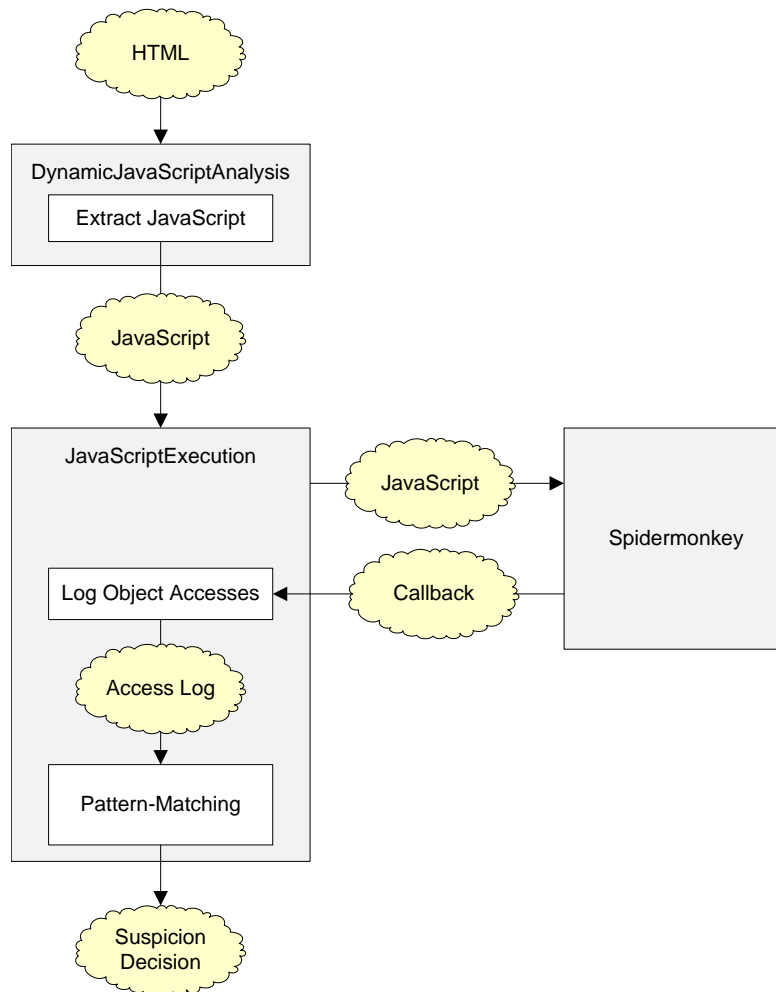 HTML
DynamicJavaScriptAnalysis
Extract JavaScript
JavaScript
JavaScriptExecution
JavaScript
Spidermonkey
Log Object Accesses
Callback
Access Log
Pattern-Matching
Suspicion
Decision